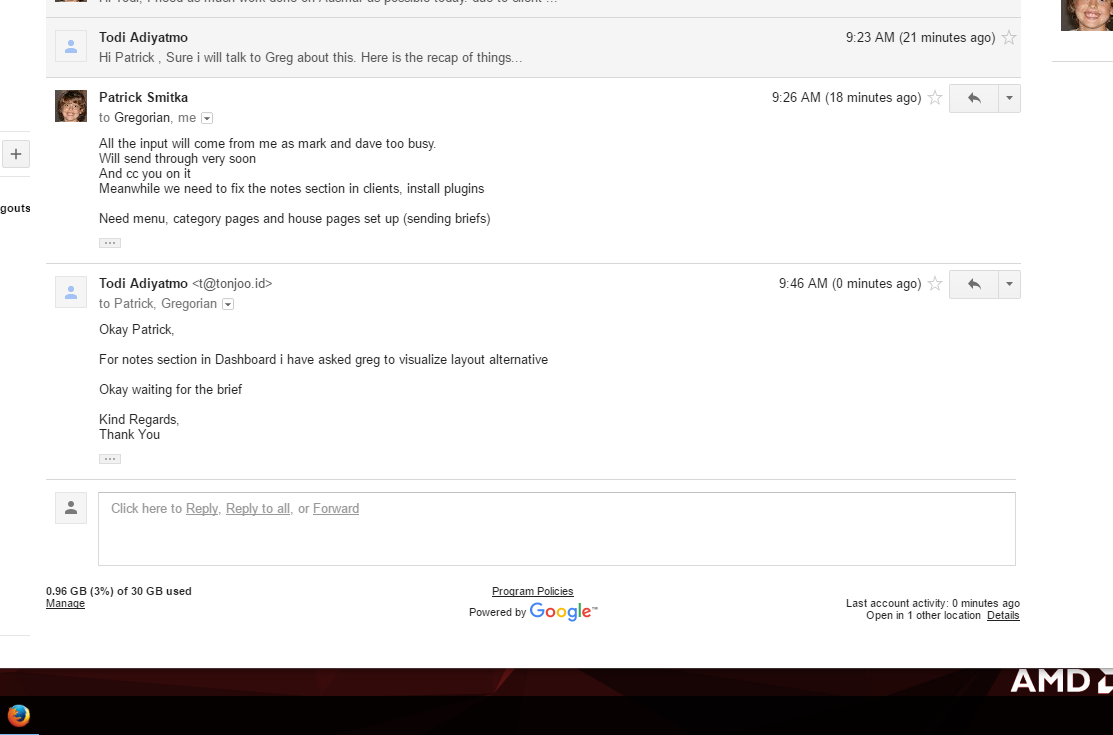 Hi Todi, I need as much work done on Ausmar as possible today. due to client ...
Todi Adiyatmo
9:23 AM (21 minutes ago)
Hi Patrick , Sure i will talk to Greg about this. Here is the recap of things...
Patrick Smitka
9:26 AM (18 minutes ago)
to Gregorian, me
All the input will come from me as mark and dave too busy.
Will send through very soon
And cc you on it
Meanwhile we need to fix the notes section in clients, install plugins
gouts
Need menu, category pages and house pages set up (sending briefs)
Todi Adiyatmo <t@tonjoo.id>
9:46 AM (0 minutes ago)
to Patrick, Gregorian
Okay Patrick,
For notes section in Dashboard i have asked greg to visualize layout alternative
Okay waiting for the brief
Kind Regards,
Thank You
Click here to Reply, Reply to all, or Forward
0.96 GB (3%) of 30 GB used
Manage
Program Policies
Powered by Google™
Last account activity: 0 minutes ago
Open in 1 other location Details
AMD